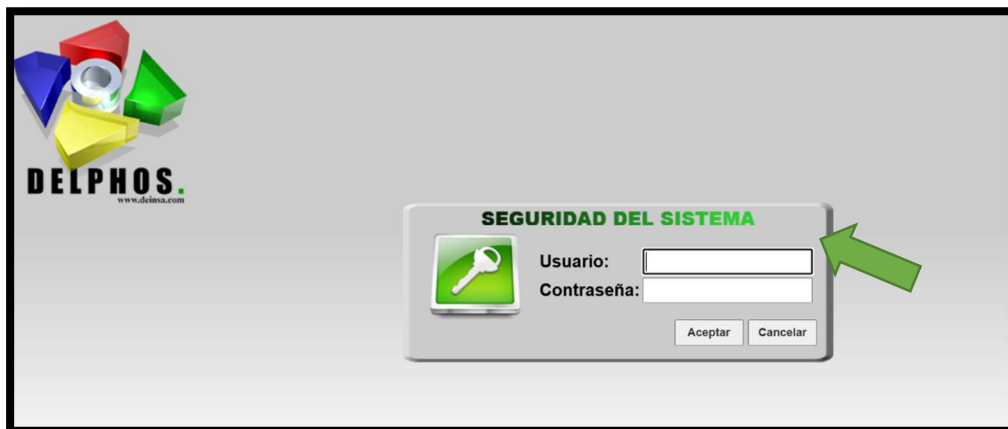 DELPHOS.
www.deinsa.com
SEGURIDAD DEL SISTEMA
Usuario:
Contraseña:
Aceptar Cancelar